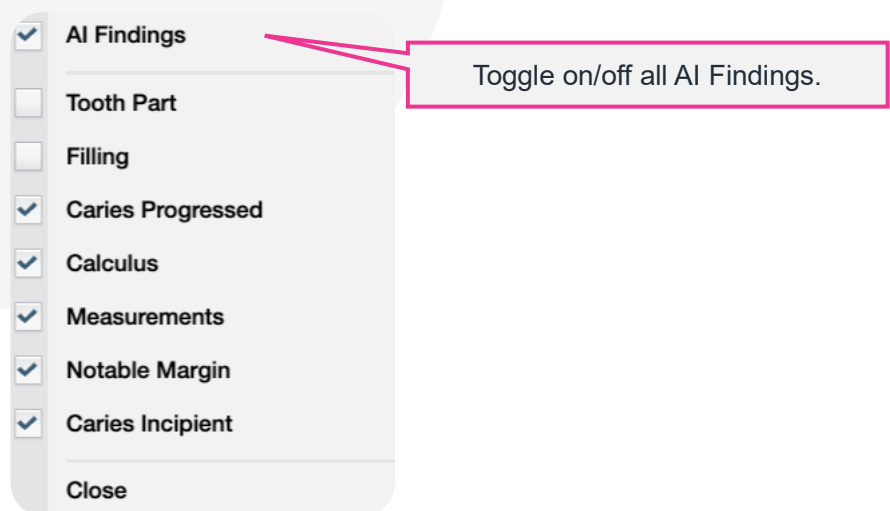 AI Findings
Toggle on/off all AI Findings.
Tooth Part
Filling
Caries Progressed
Calculus
Measurements
Notable Margin
Caries Incipient
Close